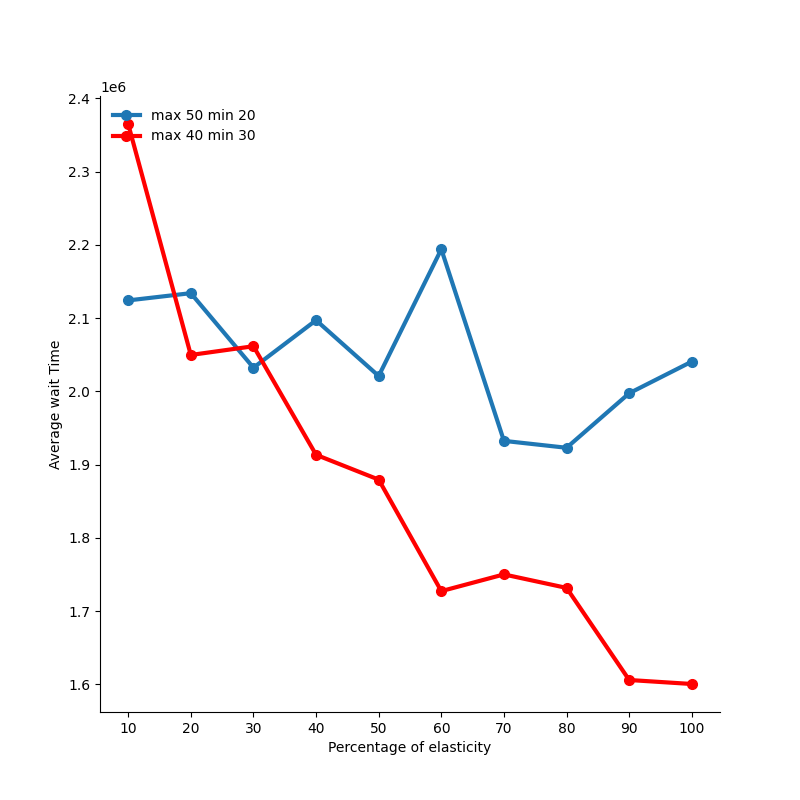 1e6
2.4
2.3
2.2
2.1
2.0
1.9
1.8
1.7
1.6
Average wait Time
max 50 min 20
max 40 min 30
10 20 30 40 50 60 70 80 90 100
Percentage of elasticity